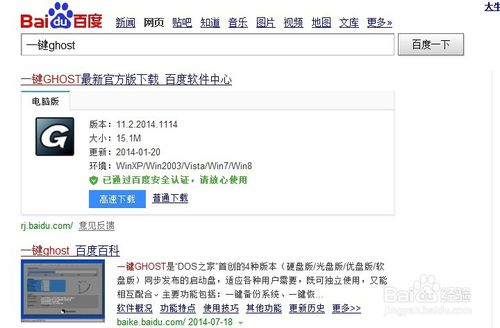 大生
Bai du 百度
新闻 网页 贴吧 知道 音乐 图片 视频 地图 文库 更多»
一键ghost
百度一下
一键GHOST最新官方版下载_百度软件中心
电脑版
G
版本：11.2.2014.1114
大小：15.1M
更新：2014-01-20
环境：WinXP/Win2003/Vista/Win7/Win8
已通过百度安全认证，请放心使用
高速下载 普通下载
rj.baidu.com/ 意见反馈
一键ghost_百度百科
一键GHOST是“DOS之家”首创的4种版本（硬盘版/光盘版/优盘版/软
盘版）同步发布的启动盘，适应各种用户需要，既可独立使用，又能
相互配合 主要功能包括：一键备份系统、一键恢...
软件概况 功能特点 使用技巧 其他功能 更新历史 更多>>
baike.baidu.com/ 2014-07-18
Baidu 经验